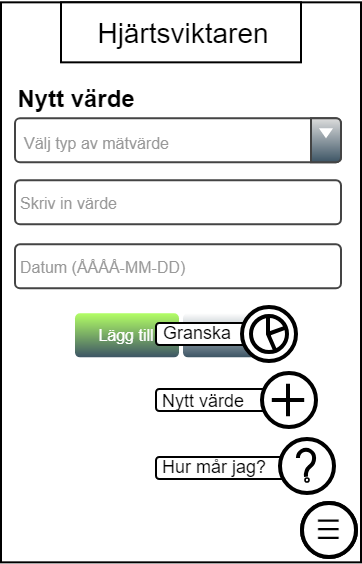 Hjärtsviktaren
Nytt värde
Välj typ av mätvärde
Skriv in värde
Datum (ÅÅÅÅ-MM-DD)
Lägg till
Granska
Nytt värde
Hur mår jag?